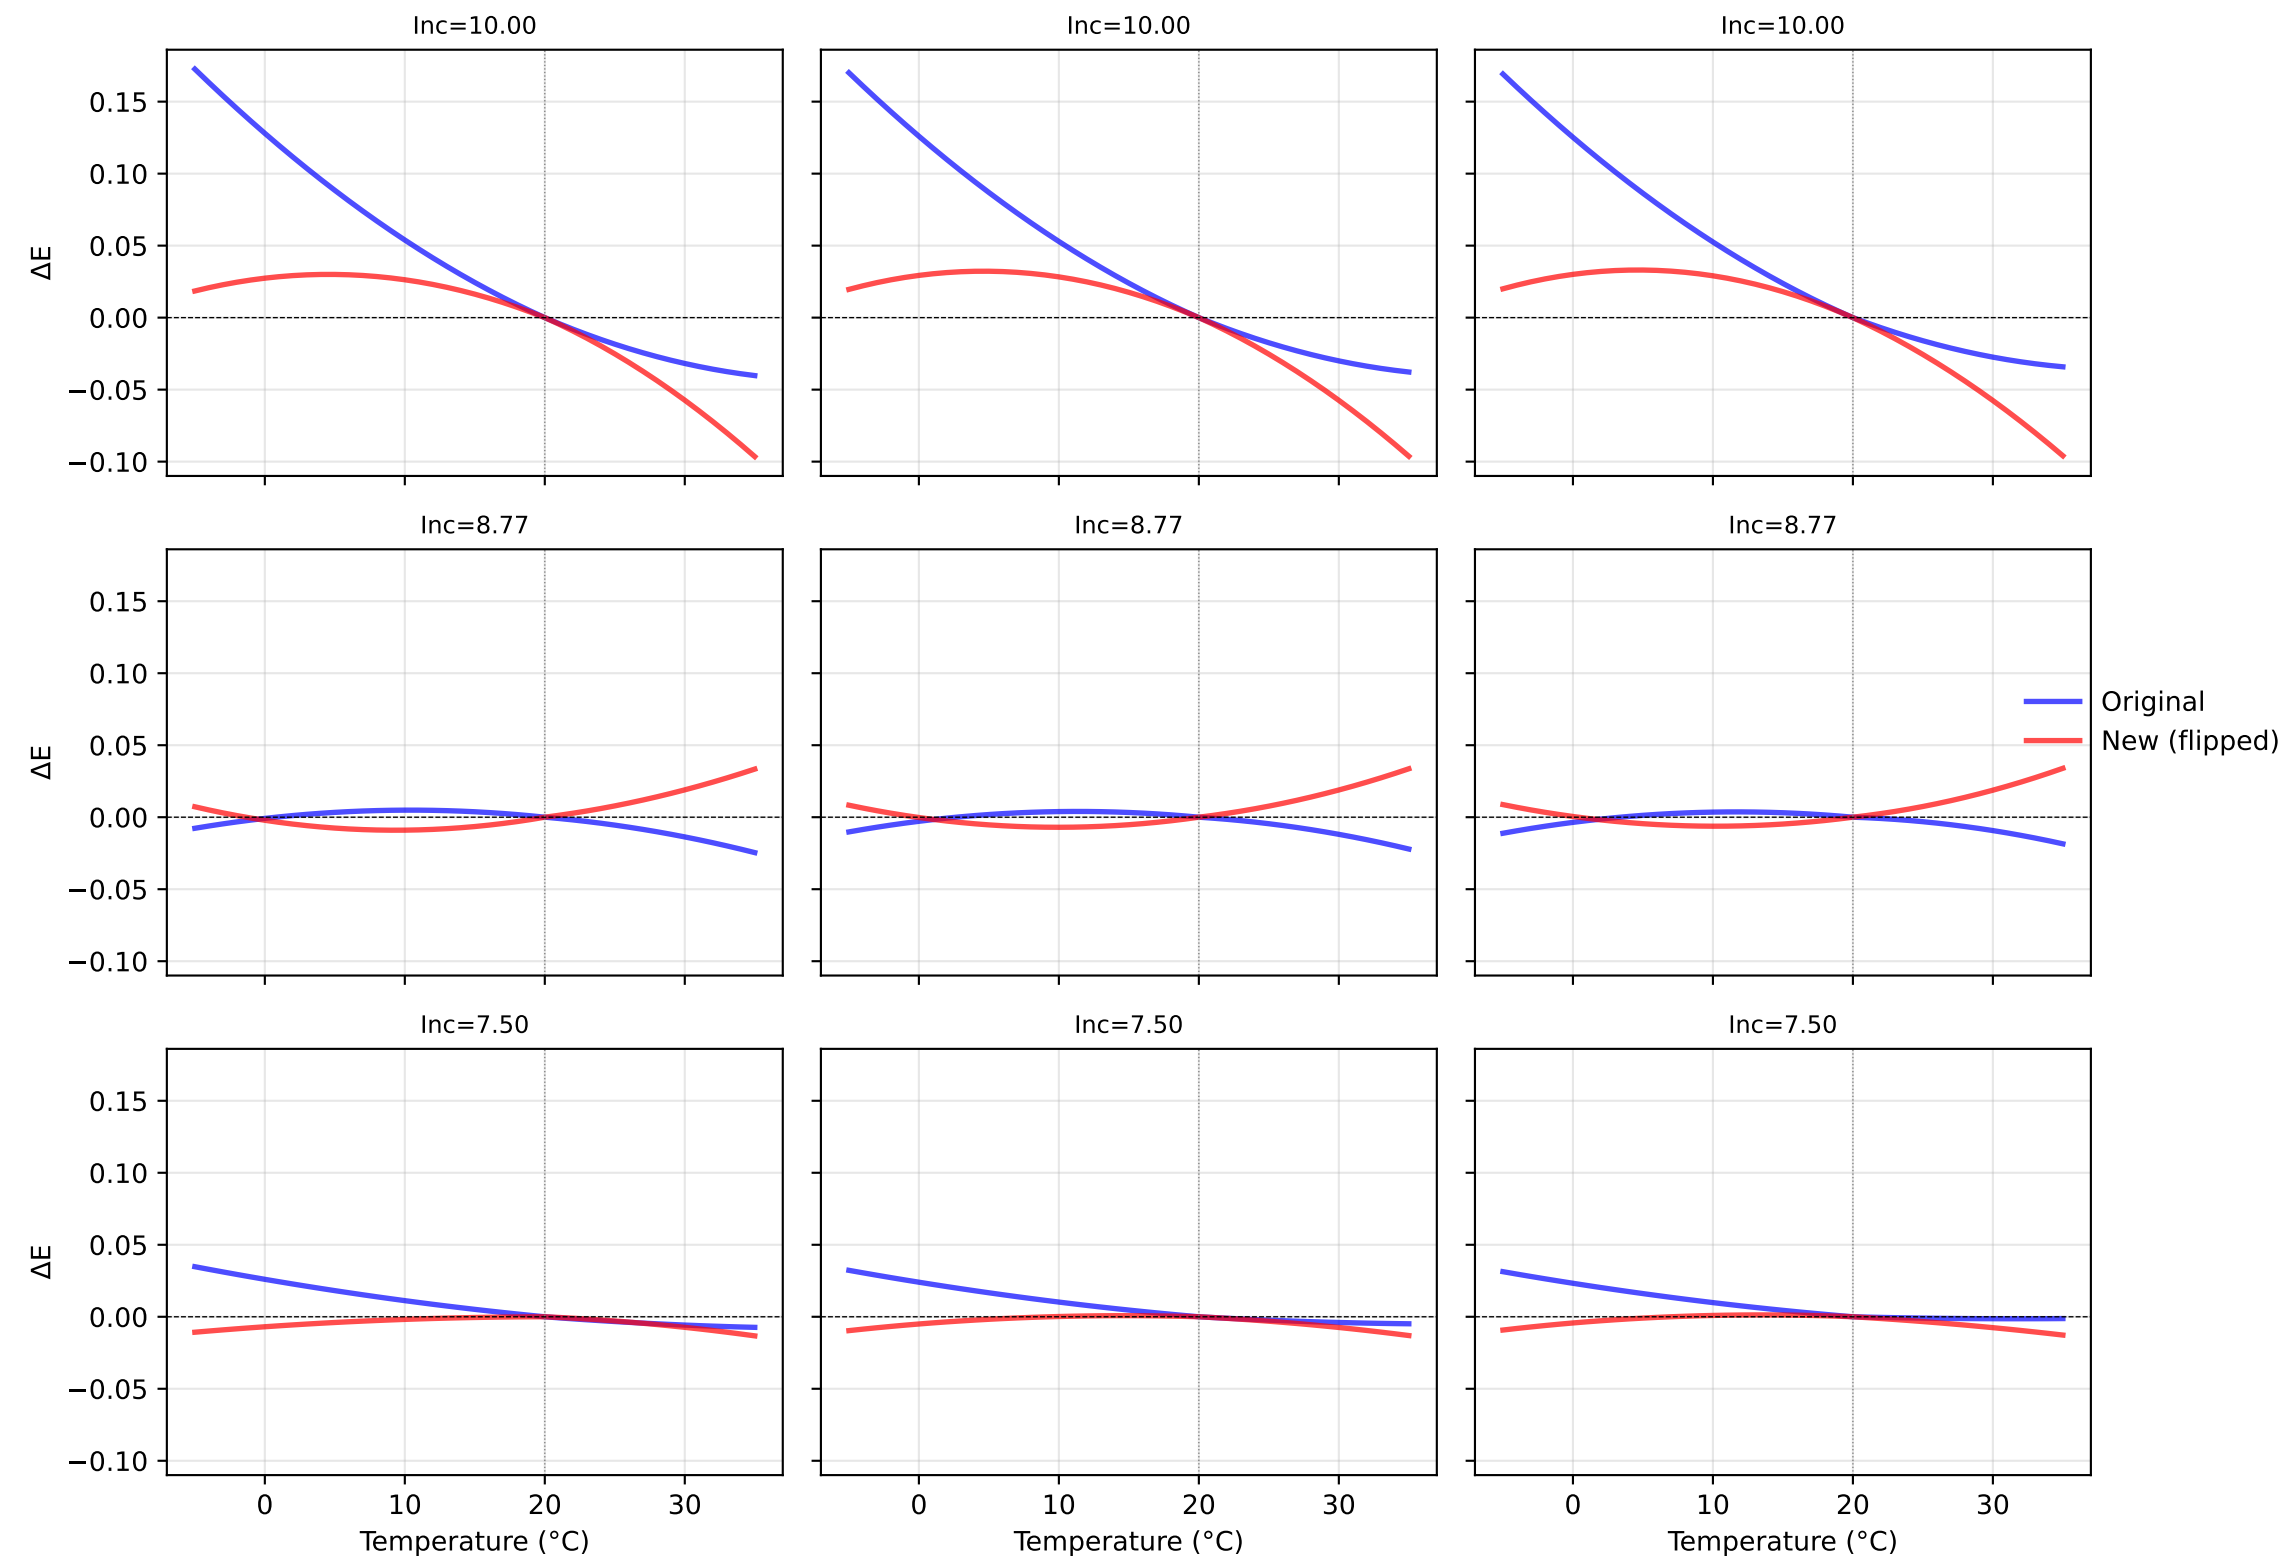 Inc=10.00 Inc=10.00 Inc=10.00
0.15
0.10
0.05
0.00
−0.05
−0.10
ΔE
Inc=8.77 Inc=8.77 Inc=8.77
0.15
0.10
0.05
0.00
−0.05
−0.10
ΔE
Original
New (flipped)
Inc=7.50 Inc=7.50 Inc=7.50
0.15
0.10
0.05
0.00
−0.05
−0.10
ΔE
0 10 20 30 0 10 20 30 0 10 20 30
Temperature (°C) Temperature (°C) Temperature (°C)